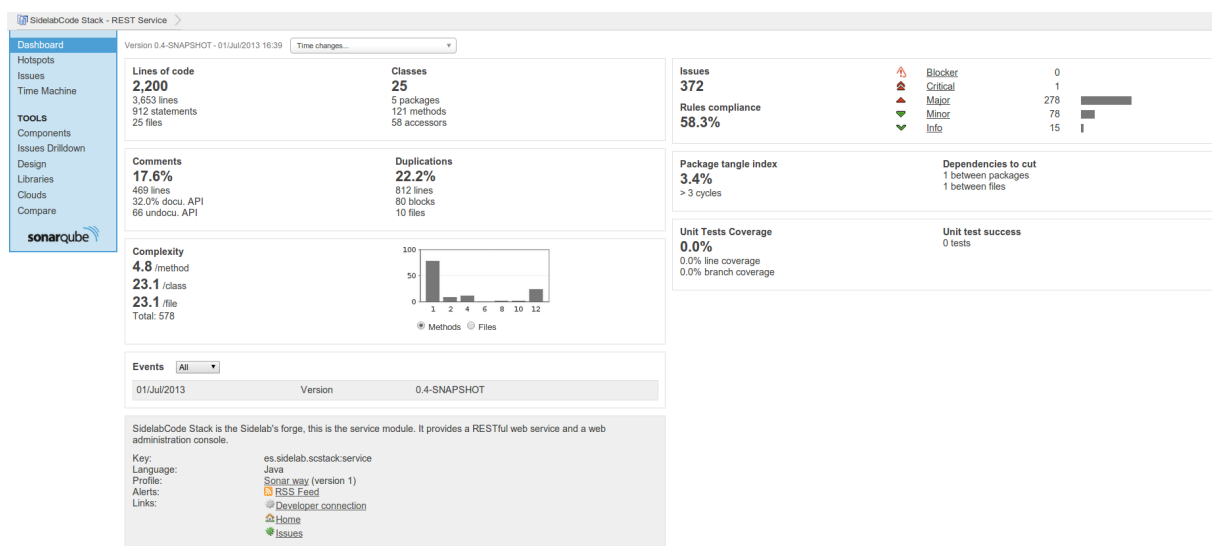 SidelabCode Stack - REST Service
Dashboard
Hotspots
Issues
Time Machine
TOOLS
Components
Issues Drilldown
Design
Libraries
Clouds
Compare
sonarqube
Version 0.4-SNAPSHOT - 01/Jul/2013 16:39 Time changes...
Lines of code
2,200
3,653 lines
912 statements
25 files
Classes
25
5 packages
121 methods
58 accessors
Comments
17.6%
469 lines
32.0% docu. API
66 undocu. API
Duplications
22.2%
812 lines
80 blocks
10 files
Complexity
4.8 /method
23.1 /class
23.1 /file
Total: 578
100
50
0
1 2 4 6 8 10 12
Methods Files
Events All
01/Jul/2013 Version 0.4-SNAPSHOT
SidelabCode Stack is the Sidelab's forge, this is the service module. It provides a RESTful web service and a web
administration console.
Key: es.sidelab.scstack:service
Language: Java
Profile: Sonar way (version 1)
Alerts: RSS Feed
Links: Developer connection
Home
Issues
Issues
372
Rules compliance
58.3%
Blocker 0
Critical 1
Major 278
Minor 78
Info 15
Package tangle index
3.4%
> 3 cycles
Dependencies to cut
1 between packages
1 between files
Unit Tests Coverage
0.0%
0.0% line coverage
0.0% branch coverage
Unit test success
0 tests